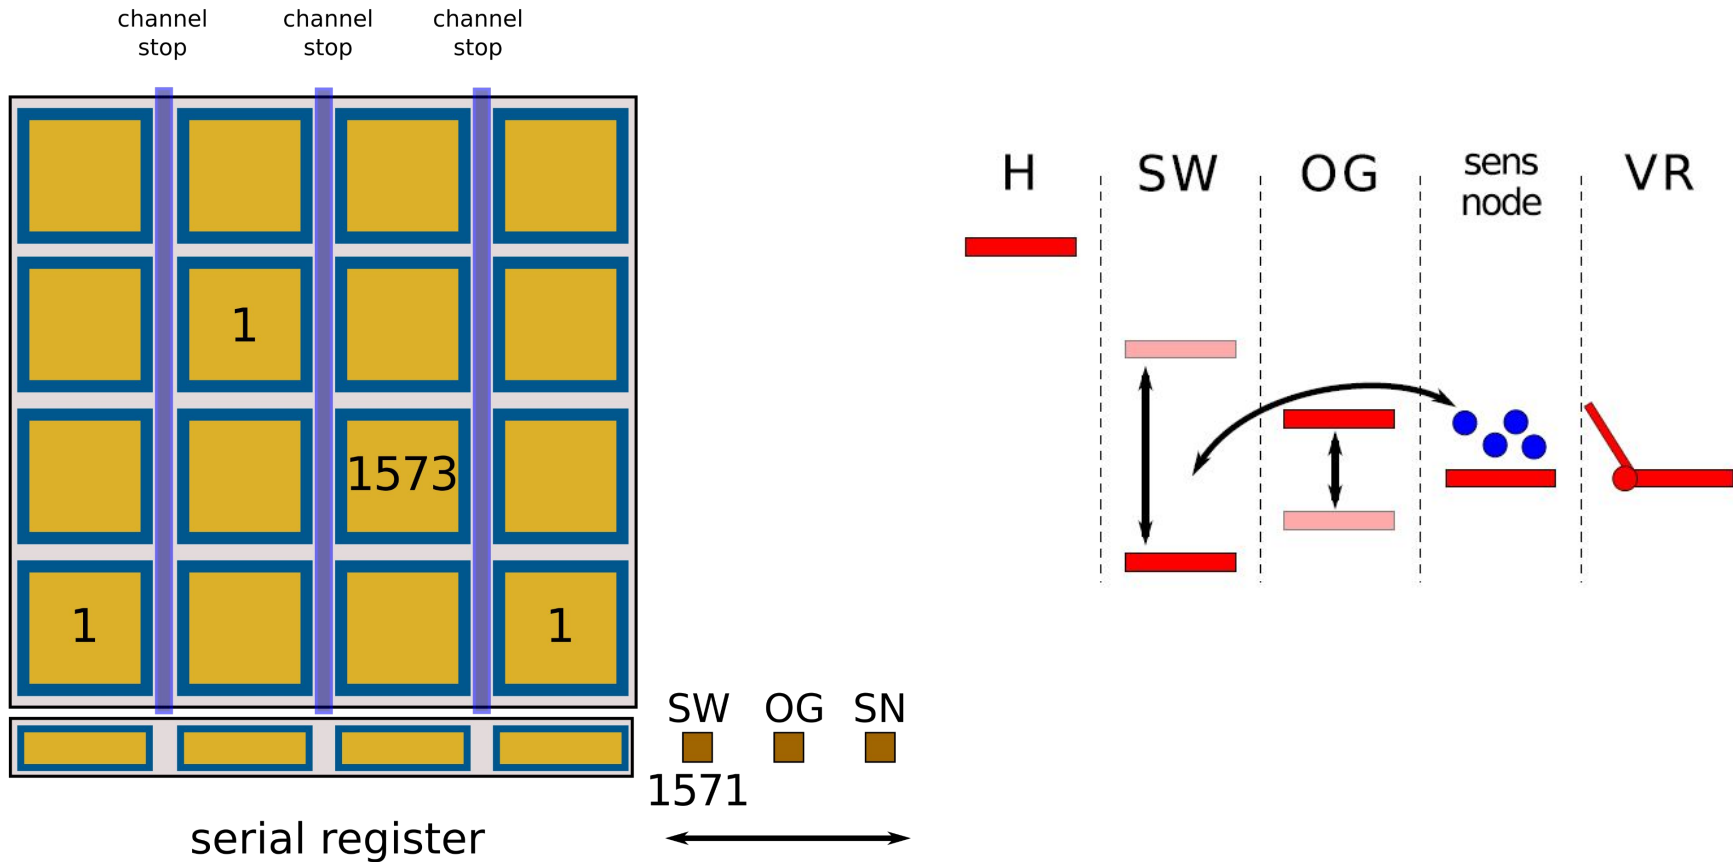 channel
stop
channel
stop
channel
stop
H
SW
OG
sens
node
VR
1
1573
1
1
SW
OG
SN
1571
serial register